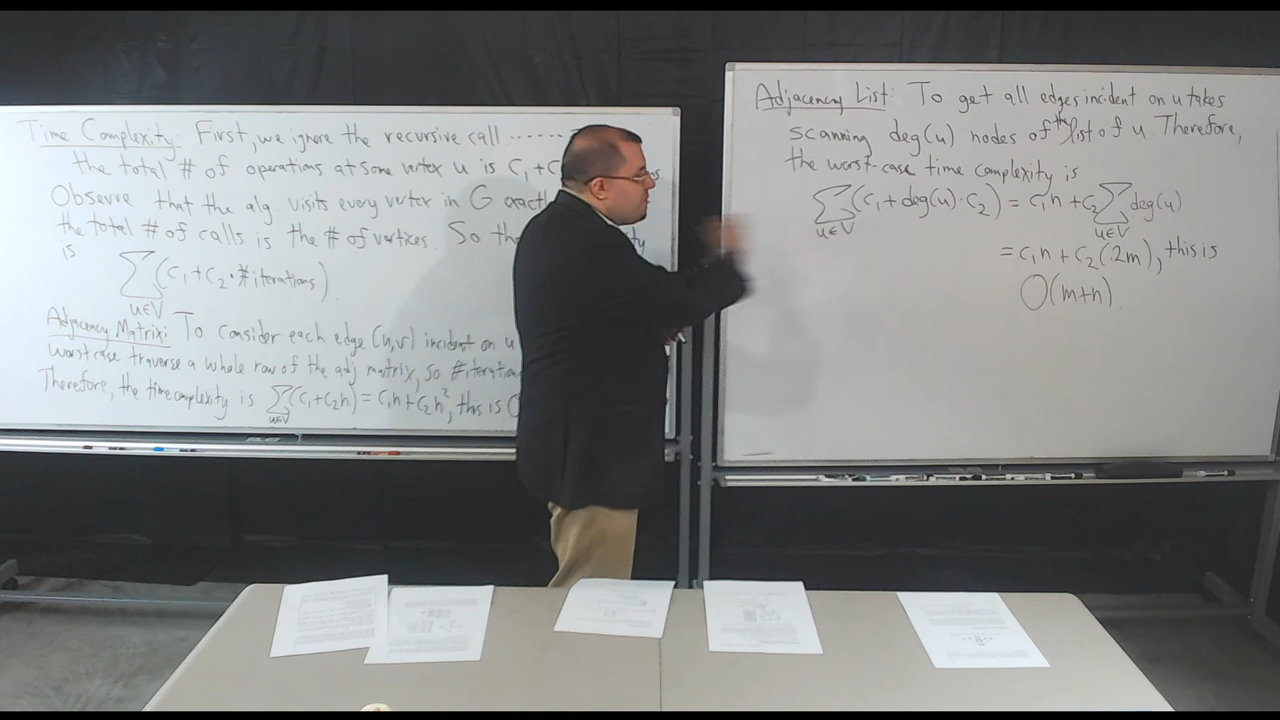 Time Complexity: First, we ignore the recursive call ......
the total # of operations at some vertex u is c₁+c
Observe that the alg. visits every vertex in G exact
the total # of calls is the # of vertices. So the
is
∑(c₁+c₂•#iterations)
u∈V
Adjacency Matrix: To consider each edge (u,v) incident on u
worst case traverse a whole row of the adj matrix, so #iteration
Therefore, the time complexity is ∑(c₁+c₂n) = c₁n+c₂n², this is O
u∈V
Adjacency List: To get all edges incident on u takes
scanning deg(u) nodes of the list of u. Therefore,
the worst-case time complexity is
∑(c₁+deg(u)·c₂) = c₁n + c₂∑deg(u)
u∈V u∈V
= c₁n + c₂(2m), this is
O(m+n).